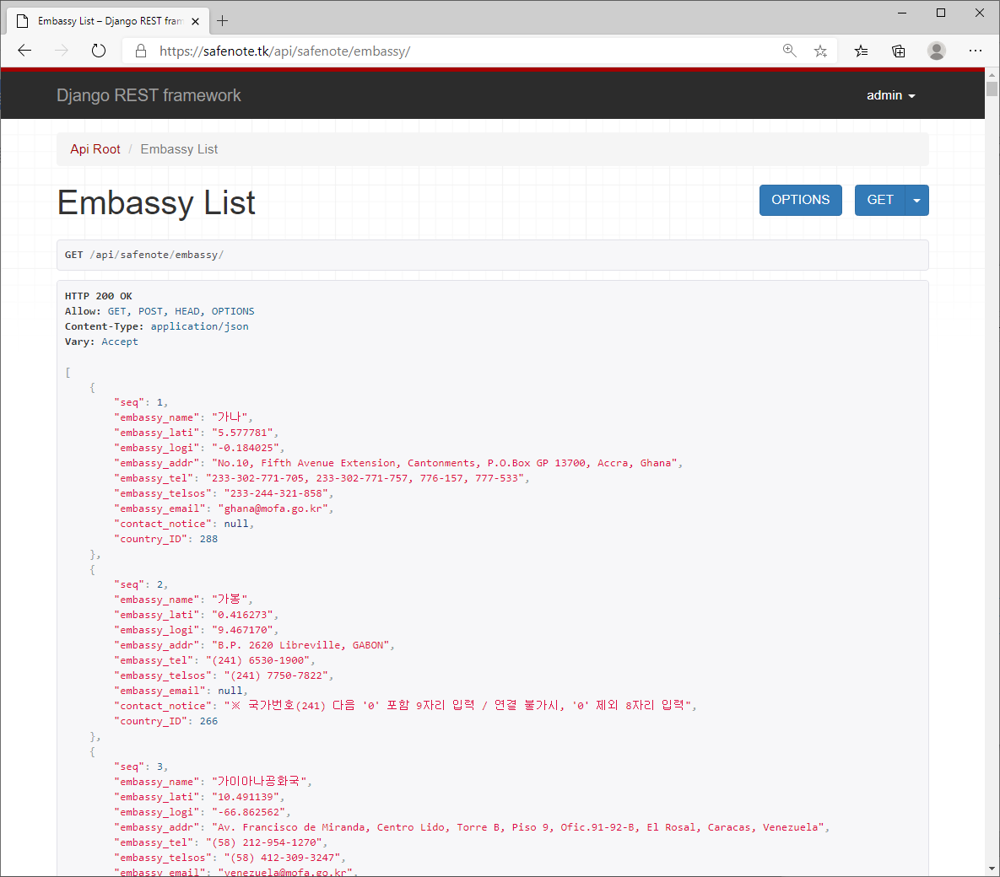 Embassy List – Django REST fram
https://safenote.tk/api/safenote/embassy/
Django REST framework
admin
Api Root / Embassy List
Embassy List
OPTIONS
GET
GET /api/safenote/embassy/
HTTP 200 OK
Allow: GET, POST, HEAD, OPTIONS
Content-Type: application/json
Vary: Accept
[
{
"seq": 1,
"embassy_name": "가나",
"embassy_lati": "5.577781",
"embassy_logi": "-0.184025",
"embassy_addr": "No.10, Fifth Avenue Extension, Cantonments, P.O.Box GP 13700, Accra, Ghana",
"embassy_tel": "233-302-771-705, 233-302-771-757, 776-157, 777-533",
"embassy_telsos": "233-244-321-858",
"embassy_email": "ghana@mofa.go.kr",
"contact_notice": null,
"country_ID": 288
},
{
"seq": 2,
"embassy_name": "가봉",
"embassy_lati": "0.416273",
"embassy_logi": "9.467170",
"embassy_addr": "B.P. 2620 Libreville, GABON",
"embassy_tel": "(241) 6530-1900",
"embassy_telsos": "(241) 7750-7822",
"embassy_email": null,
"contact_notice": "※ 국가번호(241) 다음 '0' 포함 9자리 입력 / 연결 불가시, '0' 제외 8자리 입력",
"country_ID": 266
},
{
"seq": 3,
"embassy_name": "가이아나공화국",
"embassy_lati": "10.491139",
"embassy_logi": "-66.862562",
"embassy_addr": "Av. Francisco de Miranda, Centro Lido, Torre B, Piso 9, Ofic.91-92-B, El Rosal, Caracas, Venezuela",
"embassy_tel": "(58) 212-954-1270",
"embassy_telsos": "(58) 412-309-3247",
"embassy_email": "venezuela@mofa.go.kr",